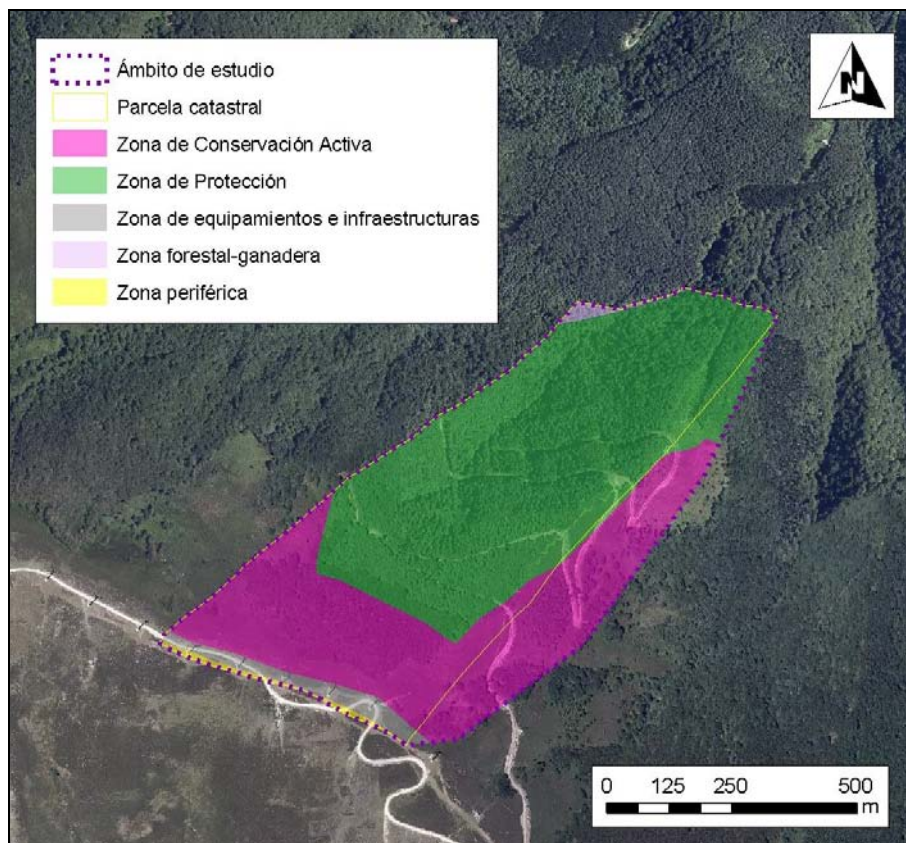 Ámbito de estudio
Parcela catastral
Zona de Conservación Activa
Zona de Protección
Zona de equipamientos e infraestructuras
Zona forestal-ganadera
Zona periférica
N
0 125 250 500
m